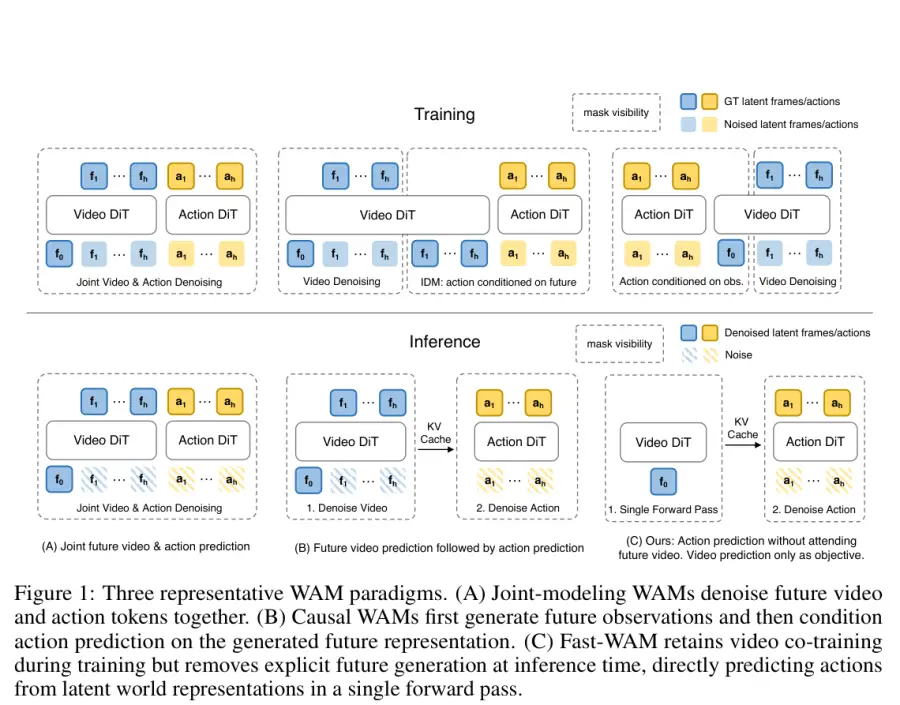 Training
mask visibility
GT latent frames/actions
Noised latent frames/actions
f1 ··· fh a1 ··· ah
Video DiT Action DiT
f0 f1 ··· fh a1 ··· ah
Joint Video & Action Denoising
f1 ··· fh a1 ··· ah
Video DiT Action DiT
f0 f1 ··· fh f1 ··· fh a1 ··· ah
Video Denoising IDM: action conditioned on future
a1 ··· ah f1 ··· fh
Action DiT Video DiT
a1 ··· ah f0 f1 ··· fh
Action conditioned on obs. Video Denoising
Inference
mask visibility
Denoised latent frames/actions
Noise
f1 ··· fh a1 ··· ah
Video DiT Action DiT
f0 f1 ··· fh a1 ··· ah
Joint Video & Action Denoising
(A) Joint future video & action prediction
f1 ··· fh a1 ··· ah
KV
Cache
Video DiT Action DiT
f0 f1 ··· fh a1 ··· ah
1. Denoise Video 2. Denoise Action
(B) Future video prediction followed by action prediction
a1 ··· ah
KV
Cache
Video DiT Action DiT
f0 a1 ··· ah
1. Single Forward Pass 2. Denoise Action
(C) Ours: Action prediction without attending
future video. Video prediction only as objective.
Figure 1: Three representative WAM paradigms. (A) Joint-modeling WAMs denoise future video
and action tokens together. (B) Causal WAMs first generate future observations and then condition
action prediction on the generated future representation. (C) Fast-WAM retains video co-training
during training but removes explicit future generation at inference time, directly predicting actions
from latent world representations in a single forward pass.